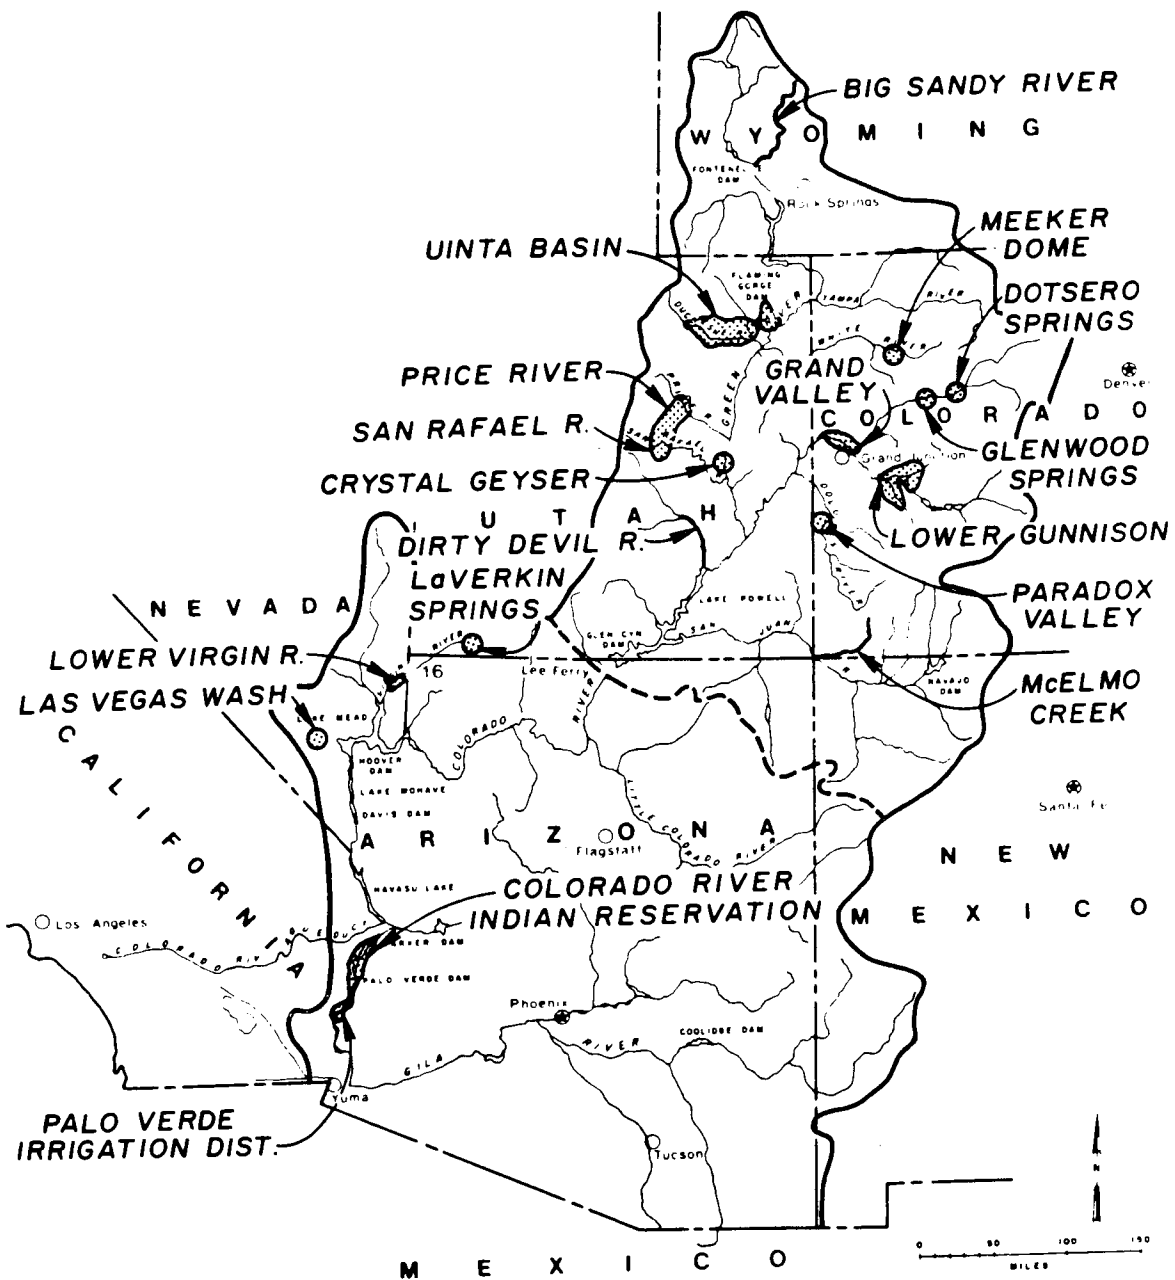 BIG SANDY RIVER
W Y O M I N G
FONTENELLE
DAM
Rock Springs
MEEKER
DOME
UINTA BASIN
FLAMING
GORGE
DAM
YAMPA RIVER
DOTSERO
SPRINGS
WHITE RIVER
GRAND
VALLEY
Denver
PRICE RIVER
GREEN
C O L O R A D O
SAN RAFAEL R.
Grand Junction
GLENWOOD
SPRINGS
CRYSTAL GEYSER
U T A H
LOWER GUNNISON
DIRTY DEVIL R.
LaVERKIN
SPRINGS
PARADOX
VALLEY
N E V A D A
LAKE POWELL
RIVER
GLEN CYN
DAM
SAN JUAN
LOWER VIRGIN R.
16
Lee Ferry
NAVAJO
DAM
McELMO
CREEK
LAS VEGAS WASH
LAKE MEAD
COLORADO RIVER
C A L I F O R N I A
HOOVER
DAM
LAKE MOHAVE
DAVIS DAM
Santa Fe
A R I Z O N A
Flagstaff
LITTLE COLORADO RIVER
N E W
M E X I C O
HAVASU LAKE
COLORADO RIVER
INDIAN RESERVATION
Los Angeles
COLORADO RIV AQUEDUCT
PARKER DAM
PALO VERDE DAM
Phoenix
GILA RIVER
COOLIDGE DAM
Yuma
PALO VERDE
IRRIGATION DIST.
Tucson
N
M E X I C O
0 50 100 150
MILES